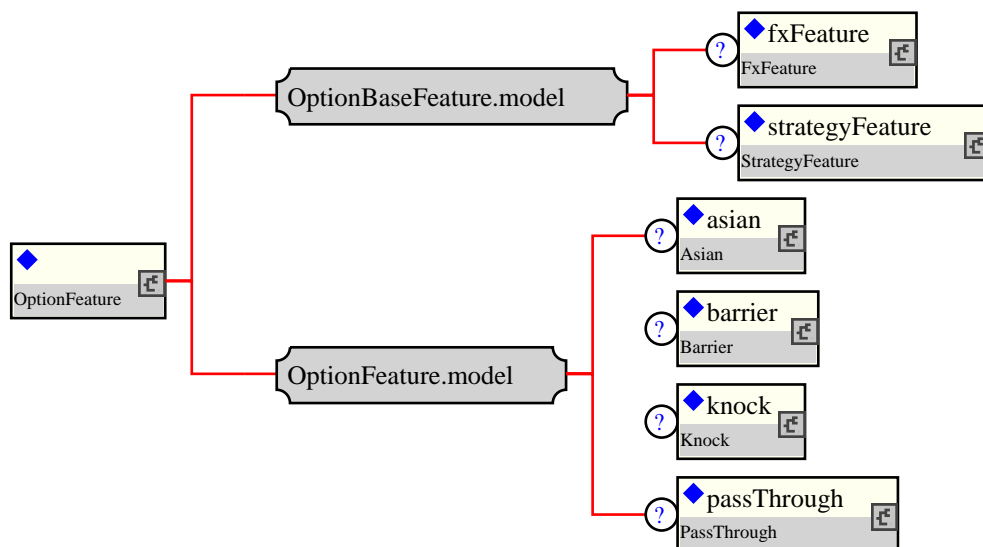 fxFeature
?
FxFeature
OptionBaseFeature.model
strategyFeature
?
StrategyFeature
asian
?
Asian
OptionFeature
barrier
?
Barrier
OptionFeature.model
knock
?
Knock
passThrough
?
PassThrough